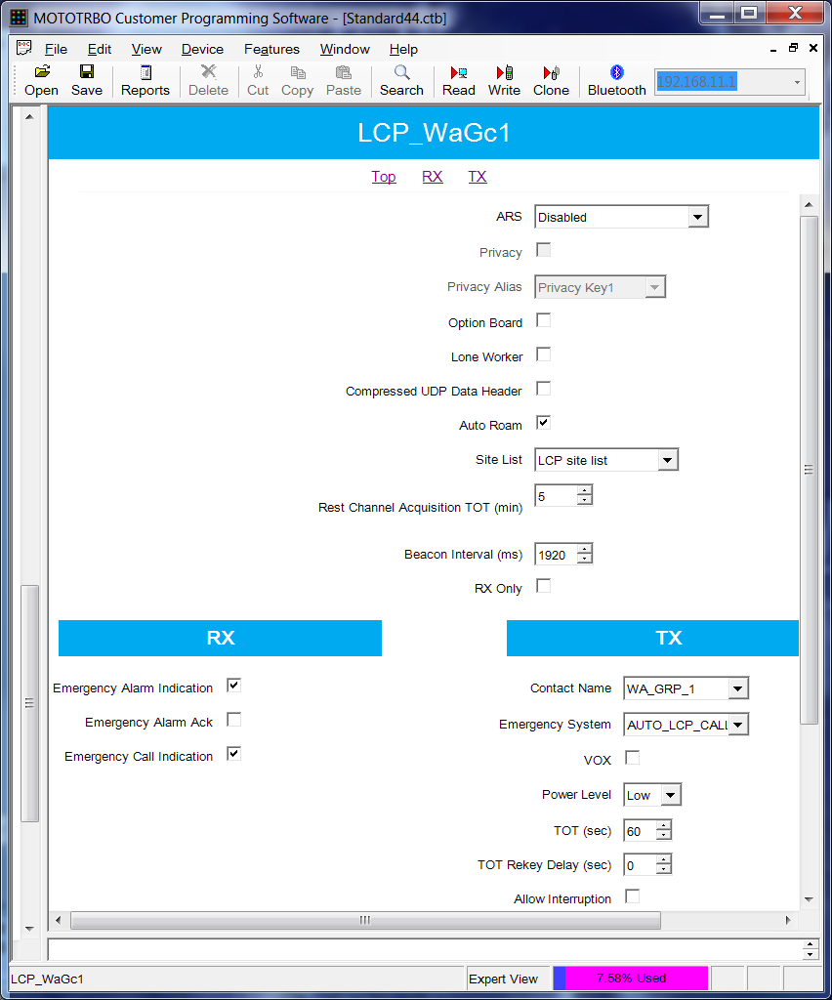 MOTOTRBO Customer Programming Software - [Standard44.ctb]
File Edit View Device Features Window Help
Open Save Reports Delete Cut Copy Paste Search Read Write Clone Bluetooth 192.168.11.1
LCP_WaGc1
Top RX TX
ARS Disabled
Privacy
Privacy Alias Privacy Key1
Option Board
Lone Worker
Compressed UDP Data Header
Auto Roam
Site List LCP site list
Rest Channel Acquisition TOT (min) 5
Beacon Interval (ms) 1920
RX Only
RX TX
Emergency Alarm Indication Contact Name WA_GRP_1
Emergency Alarm Ack Emergency System AUTO_LCP_CALL
Emergency Call Indication VOX
Power Level Low
TOT (sec) 60
TOT Rekey Delay (sec) 0
Allow Interruption
LCP_WaGc1 Expert View 7.58% Used